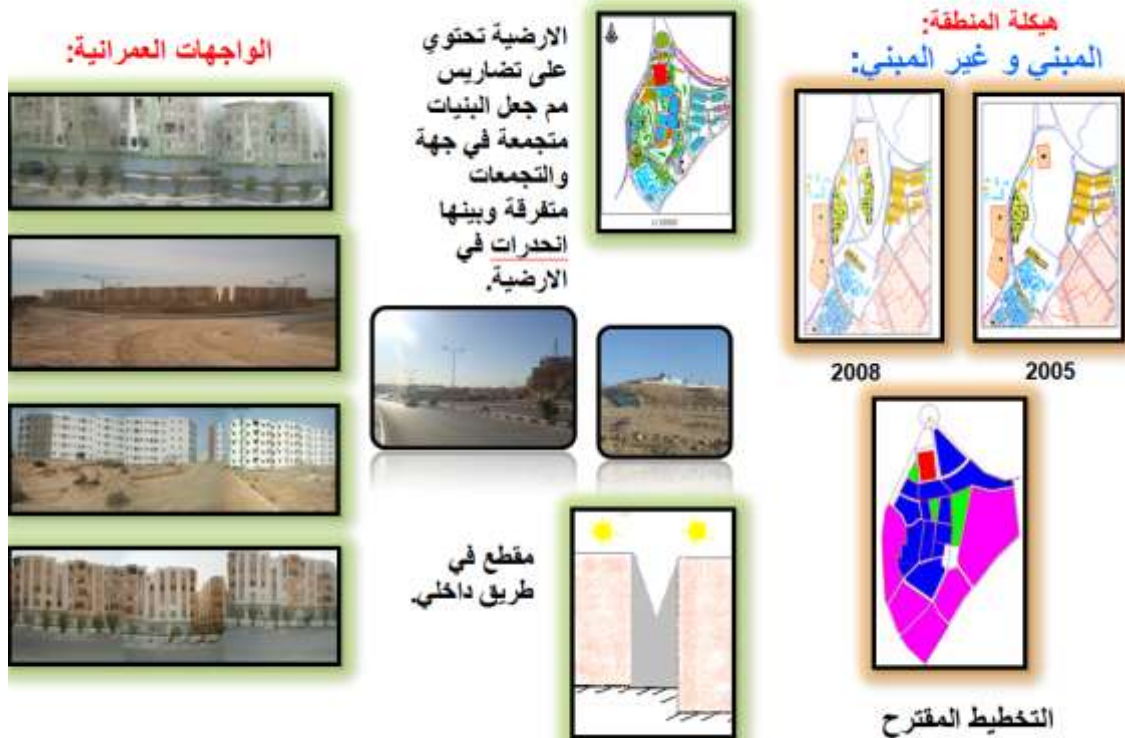 هيكلة المنطقة:
المبني و غير المبني:
2005
2008
التخطيط المقترح
الارضية تحتوي
على تضاريس
مم جعل البنيات
متجمعة في جهة
والتجمعات
متفرقة وبينها
انحدرات في
الارضية.
مقطع في
طريق داخلي.
الواجهات العمرانية: